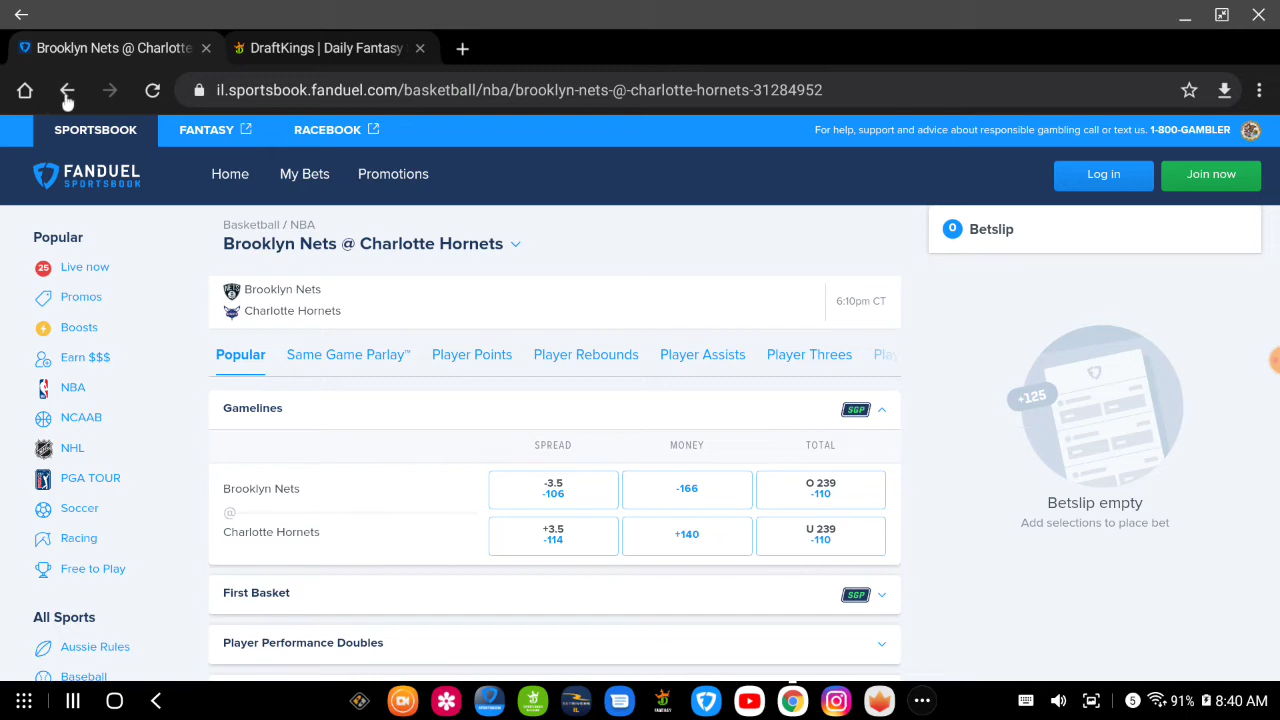 Brooklyn Nets @ Charlotte
DraftKings | Daily Fantasy
il.sportsbook.fanduel.com/basketball/nba/brooklyn-nets-@-charlotte-hornets-31284952
SPORTSBOOK
FANTASY
RACEBOOK
For help, support and advice about responsible gambling call or text us. 1-800-GAMBLER
FANDUEL
SPORTSBOOK
Home
My Bets
Promotions
Log in
Join now
Popular
25 Live now
Promos
Boosts
Earn $$$
NBA
NCAAB
NHL
PGA TOUR
Soccer
Racing
Free to Play
All Sports
Aussie Rules
Baseball
Basketball / NBA
Brooklyn Nets @ Charlotte Hornets
Brooklyn Nets
Charlotte Hornets
6:10pm CT
Popular
Same Game Parlay™
Player Points
Player Rebounds
Player Assists
Player Threes
Play
Gamelines
SGP
SPREAD MONEY TOTAL
Brooklyn Nets
-3.5
-106
-166
O 239
-110
@
Charlotte Hornets
+3.5
-114
+140
U 239
-110
First Basket
SGP
Player Performance Doubles
0 Betslip
+125
Betslip empty
Add selections to place bet
5
91%
8:40 AM